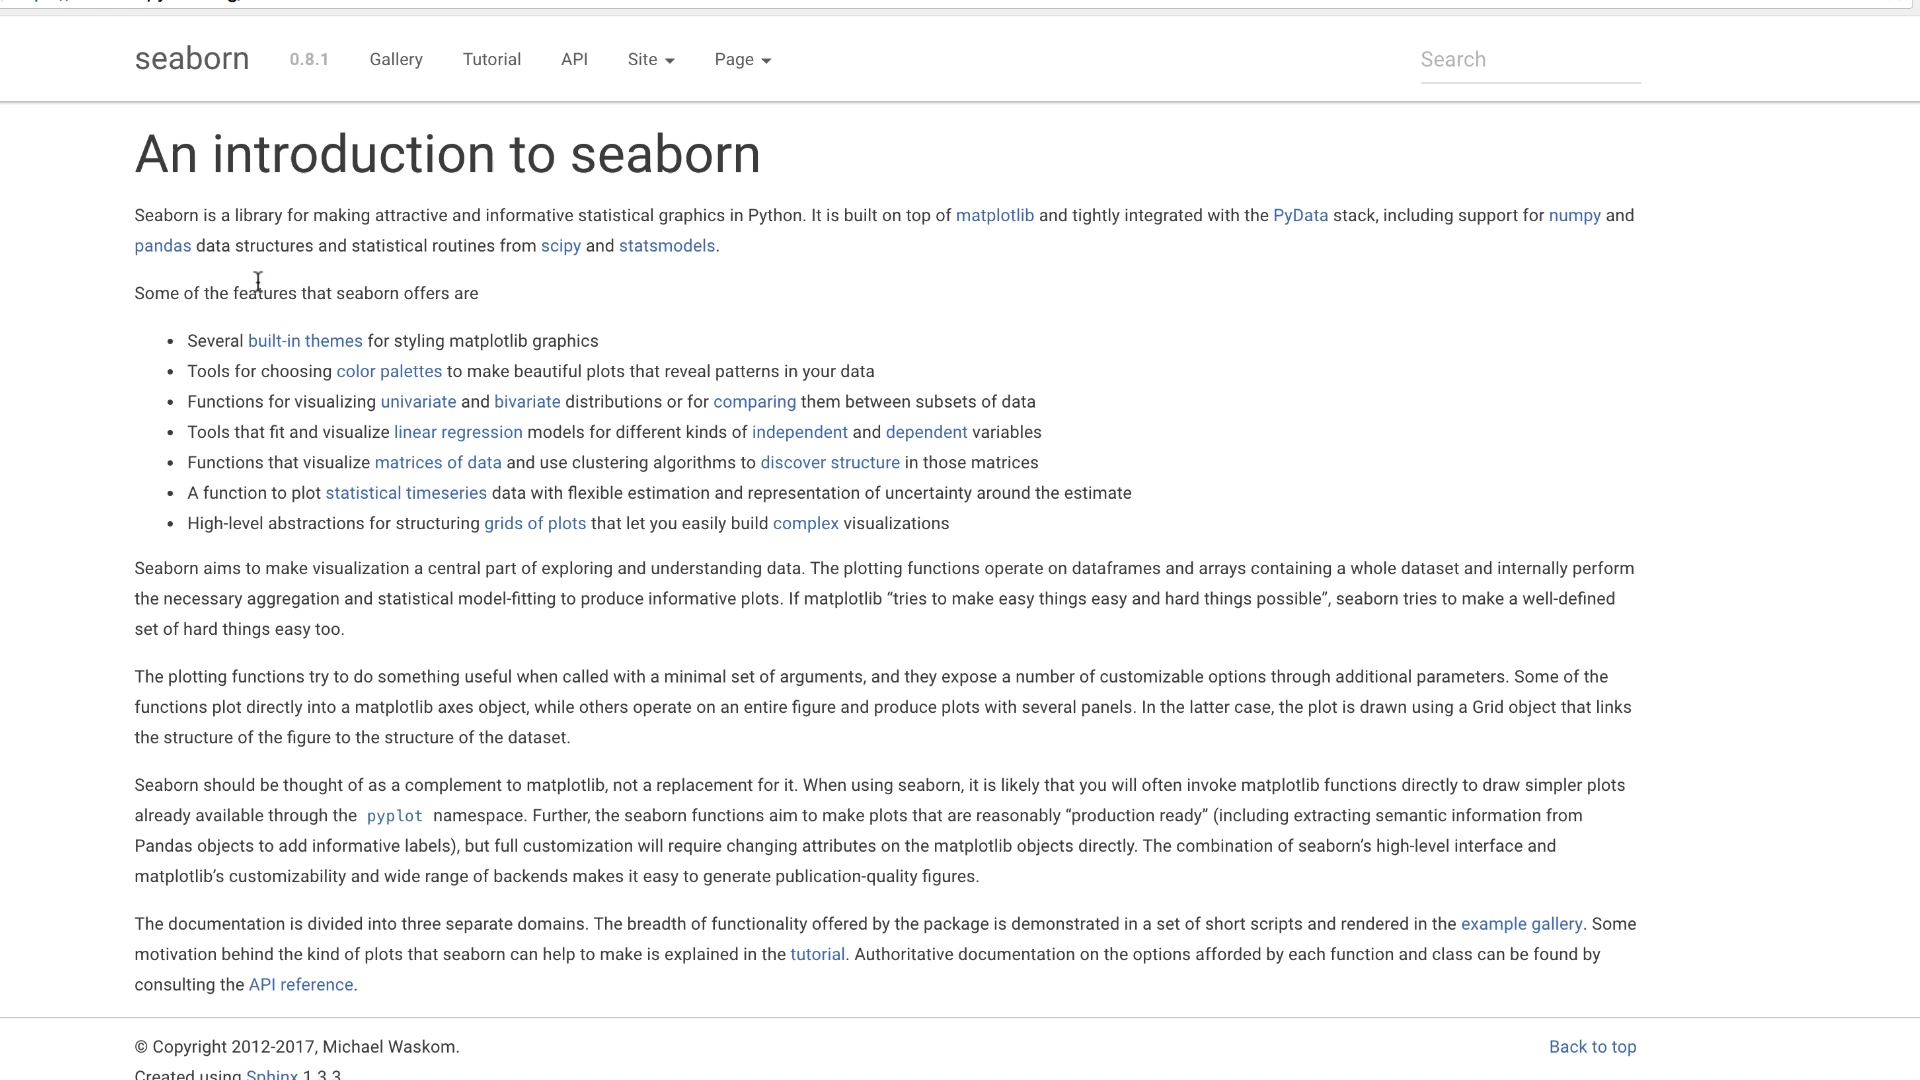 seaborn 0.8.1 Gallery Tutorial API Site Page Search
An introduction to seaborn
Seaborn is a library for making attractive and informative statistical graphics in Python. It is built on top of matplotlib and tightly integrated with the PyData stack, including support for numpy and
pandas data structures and statistical routines from scipy and statsmodels.
Some of the features that seaborn offers are
• Several built-in themes for styling matplotlib graphics
• Tools for choosing color palettes to make beautiful plots that reveal patterns in your data
• Functions for visualizing univariate and bivariate distributions or for comparing them between subsets of data
• Tools that fit and visualize linear regression models for different kinds of independent and dependent variables
• Functions that visualize matrices of data and use clustering algorithms to discover structure in those matrices
• A function to plot statistical timeseries data with flexible estimation and representation of uncertainty around the estimate
• High-level abstractions for structuring grids of plots that let you easily build complex visualizations
Seaborn aims to make visualization a central part of exploring and understanding data. The plotting functions operate on dataframes and arrays containing a whole dataset and internally perform
the necessary aggregation and statistical model-fitting to produce informative plots. If matplotlib “tries to make easy things easy and hard things possible”, seaborn tries to make a well-defined
set of hard things easy too.
The plotting functions try to do something useful when called with a minimal set of arguments, and they expose a number of customizable options through additional parameters. Some of the
functions plot directly into a matplotlib axes object, while others operate on an entire figure and produce plots with several panels. In the latter case, the plot is drawn using a Grid object that links
the structure of the figure to the structure of the dataset.
Seaborn should be thought of as a complement to matplotlib, not a replacement for it. When using seaborn, it is likely that you will often invoke matplotlib functions directly to draw simpler plots
already available through the pyplot namespace. Further, the seaborn functions aim to make plots that are reasonably “production ready” (including extracting semantic information from
Pandas objects to add informative labels), but full customization will require changing attributes on the matplotlib objects directly. The combination of seaborn’s high-level interface and
matplotlib’s customizability and wide range of backends makes it easy to generate publication-quality figures.
The documentation is divided into three separate domains. The breadth of functionality offered by the package is demonstrated in a set of short scripts and rendered in the example gallery. Some
motivation behind the kind of plots that seaborn can help to make is explained in the tutorial. Authoritative documentation on the options afforded by each function and class can be found by
consulting the API reference.
© Copyright 2012-2017, Michael Waskom. Back to top
Created using Sphinx 1.3.3.